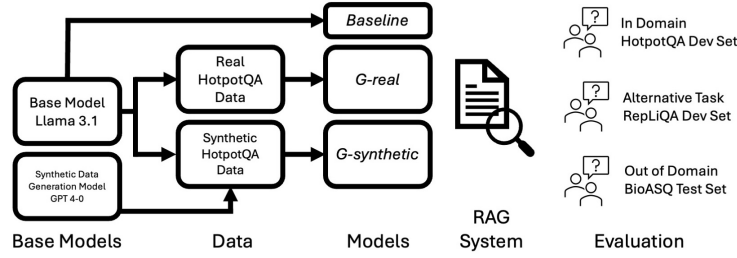 Baseline
Real
HotpotQA
Data
G-real
Base Model
Llama 3.1
Synthetic
HotpotQA
Data
G-synthetic
Synthetic Data
Generation Model
GPT 4-0
Base Models
Data
Models
RAG
System
?
In Domain
HotpotQA Dev Set
?
Alternative Task
RepLiQA Dev Set
?
Out of Domain
BioASQ Test Set
Evaluation